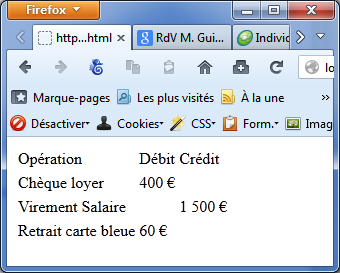 Firefox
http...html RdV M. Gui... Individ
lo
Marque-pages Les plus visités À la une »
Désactiver Cookies CSS Form. Imag
Opération Débit Crédit
Chèque loyer 400 €
Virement Salaire 1 500 €
Retrait carte bleue 60 €